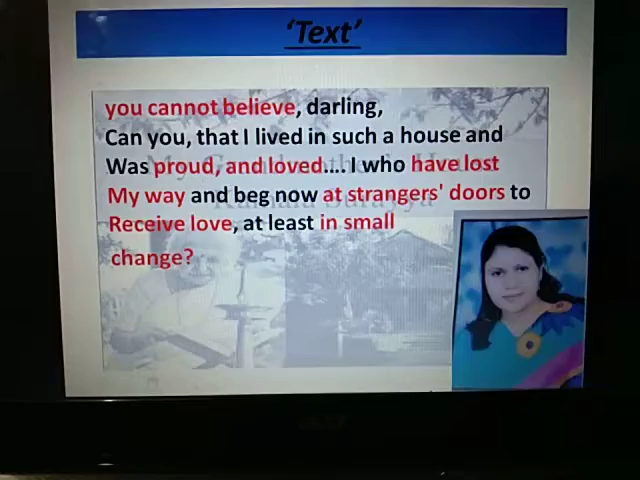 ‘Text’
you cannot believe, darling,
Can you, that I lived in such a house and
Was proud, and loved.... I who have lost
My way and beg now at strangers' doors to
Receive love, at least in small
change?